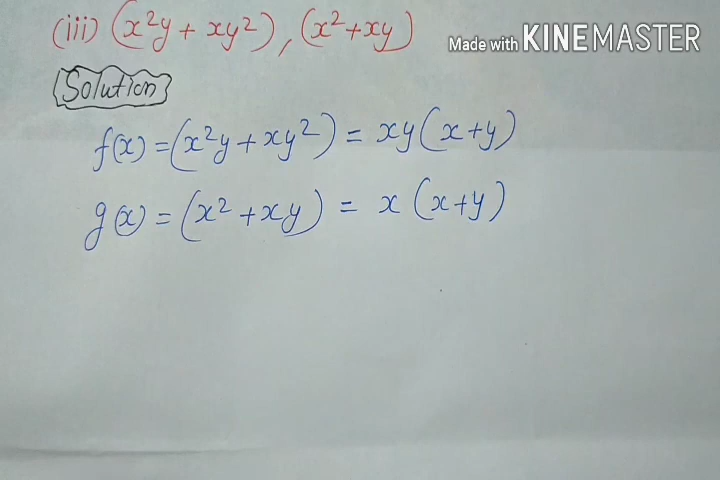 (iii) (x²y + xy²), (x²+xy)
Made with KINEMASTER
Solution
f(x) = (x²y + xy²) = xy(x+y)
g(x) = (x² + xy) = x (x+y)